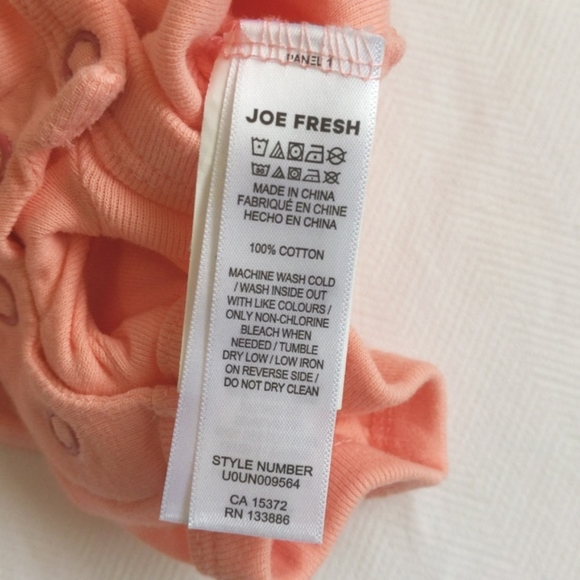 PANEL 1
JOE FRESH
MADE IN CHINA
FABRIQUÉ EN CHINE
HECHO EN CHINA
100% COTTON
MACHINE WASH COLD
/ WASH INSIDE OUT
WITH LIKE COLOURS /
ONLY NON-CHLORINE
BLEACH WHEN
NEEDED / TUMBLE
DRY LOW / LOW IRON
ON REVERSE SIDE /
DO NOT DRY CLEAN
STYLE NUMBER
U0UN009564
CA 15372
RN 133886